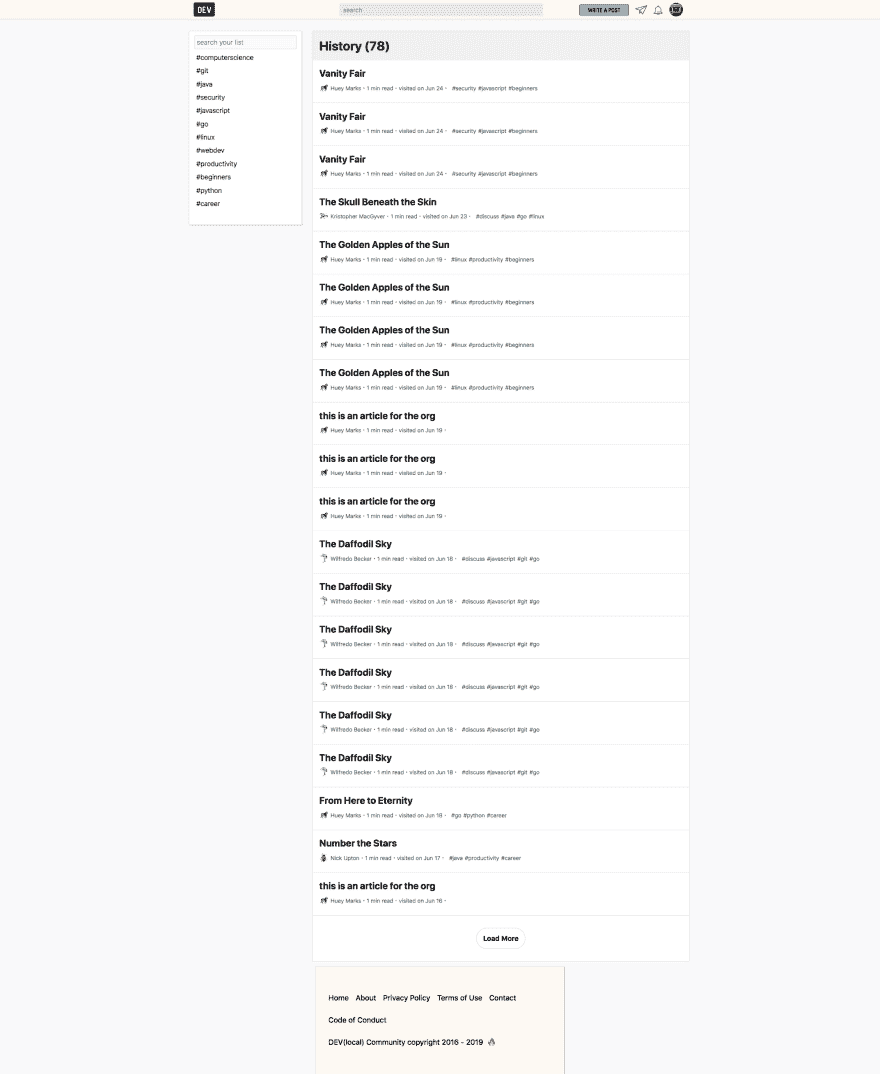 DEV
search
WRITE A POST
search your list
#computerscience
#git
#java
#security
#javascript
#go
#linux
#webdev
#productivity
#beginners
#python
#career
History (78)
Vanity Fair
Huey Marks · 1 min read · visited on Jun 24 · #security #javascript #beginners
Vanity Fair
Huey Marks · 1 min read · visited on Jun 24 · #security #javascript #beginners
Vanity Fair
Huey Marks · 1 min read · visited on Jun 24 · #security #javascript #beginners
The Skull Beneath the Skin
Kristopher MacGyver · 1 min read · visited on Jun 23 · #discuss #java #go #linux
The Golden Apples of the Sun
Huey Marks · 1 min read · visited on Jun 19 · #linux #productivity #beginners
The Golden Apples of the Sun
Huey Marks · 1 min read · visited on Jun 19 · #linux #productivity #beginners
The Golden Apples of the Sun
Huey Marks · 1 min read · visited on Jun 19 · #linux #productivity #beginners
The Golden Apples of the Sun
Huey Marks · 1 min read · visited on Jun 19 · #linux #productivity #beginners
this is an article for the org
Huey Marks · 1 min read · visited on Jun 19 ·
this is an article for the org
Huey Marks · 1 min read · visited on Jun 19 ·
this is an article for the org
Huey Marks · 1 min read · visited on Jun 19 ·
The Daffodil Sky
Wilfredo Becker · 1 min read · visited on Jun 18 · #discuss #javascript #git #go
The Daffodil Sky
Wilfredo Becker · 1 min read · visited on Jun 18 · #discuss #javascript #git #go
The Daffodil Sky
Wilfredo Becker · 1 min read · visited on Jun 18 · #discuss #javascript #git #go
The Daffodil Sky
Wilfredo Becker · 1 min read · visited on Jun 18 · #discuss #javascript #git #go
The Daffodil Sky
Wilfredo Becker · 1 min read · visited on Jun 18 · #discuss #javascript #git #go
The Daffodil Sky
Wilfredo Becker · 1 min read · visited on Jun 18 · #discuss #javascript #git #go
From Here to Eternity
Huey Marks · 1 min read · visited on Jun 18 · #go #python #career
Number the Stars
Nick Upton · 1 min read · visited on Jun 17 · #java #productivity #career
this is an article for the org
Huey Marks · 1 min read · visited on Jun 16 ·
Load More
Home About Privacy Policy Terms of Use Contact
Code of Conduct
DEV(local) Community copyright 2016 - 2019